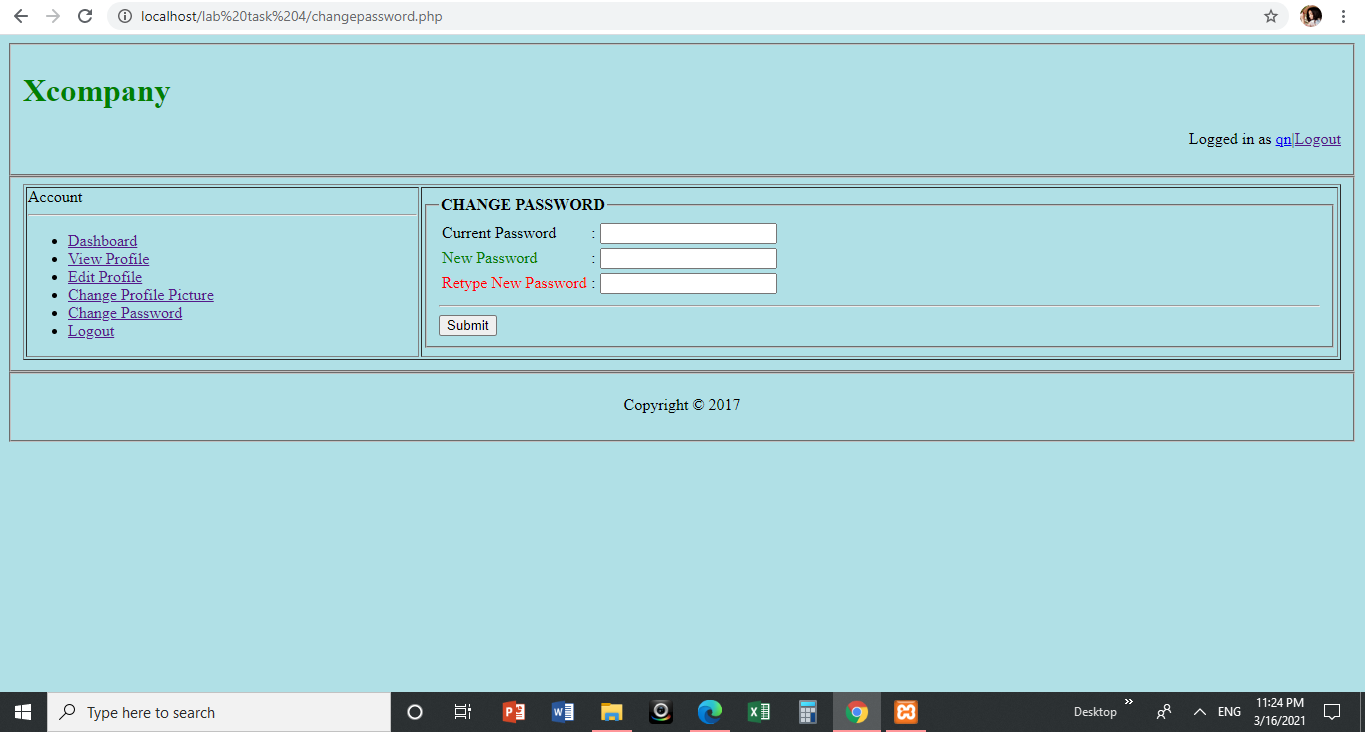 localhost/lab%20task%204/changepassword.php
Xcompany
Logged in as qn|Logout
Account
Dashboard
View Profile
Edit Profile
Change Profile Picture
Change Password
Logout
CHANGE PASSWORD
Current Password :
New Password :
Retype New Password :
Submit
Copyright © 2017
Type here to search
Desktop
ENG
11:24 PM
3/16/2021